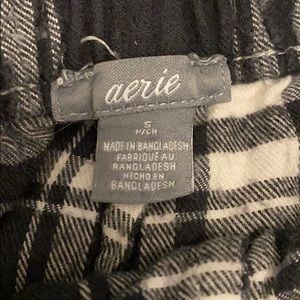 aerie
S
P/CH
MADE IN BANGLADESH
FABRIQUÉ AU
BANGLADESH
HECHO EN
BANGLADESH